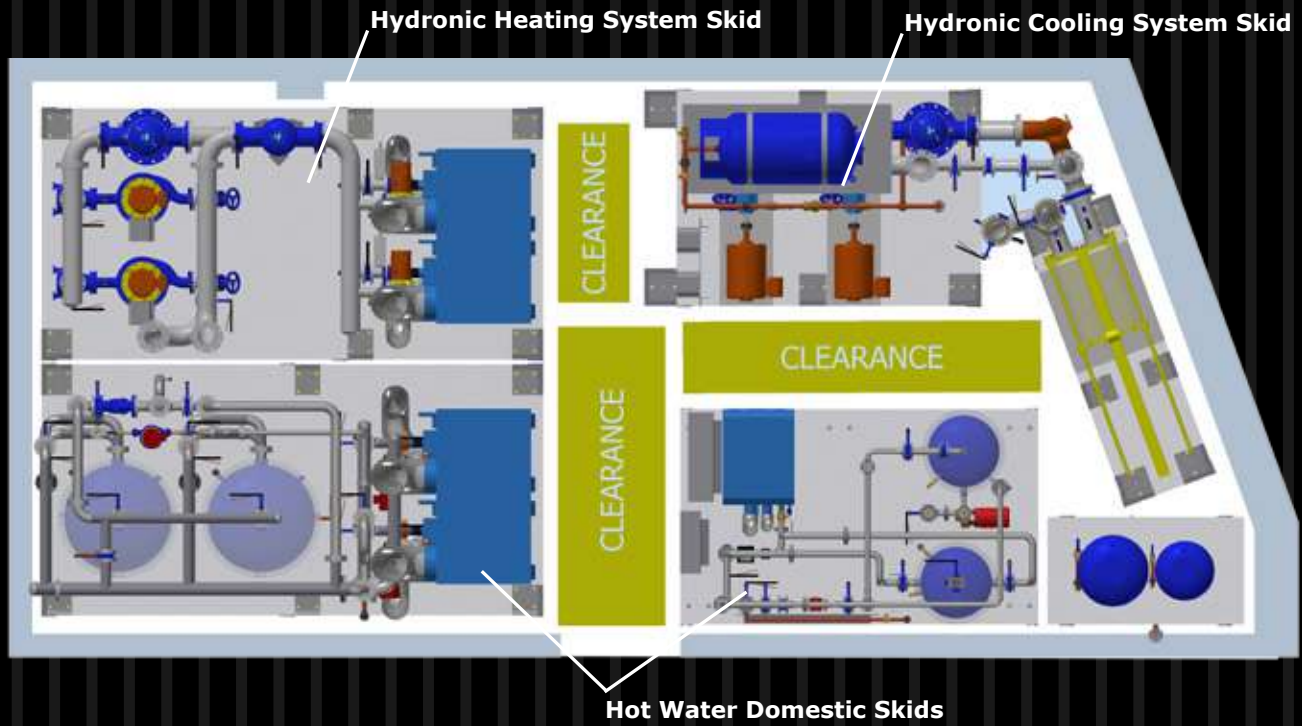 Hydronic Heating System Skid
Hydronic Cooling System Skid
CLEARANCE
CLEARANCE
CLEARANCE
Hot Water Domestic Skids